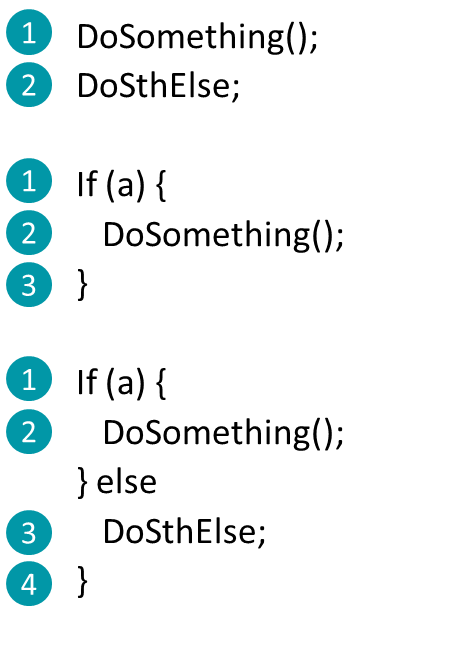 1 DoSomething();
2 DoSthElse;
1 If (a) {
2 DoSomething();
3 }
1 If (a) {
2 DoSomething();
} else
3 DoSthElse;
4 }